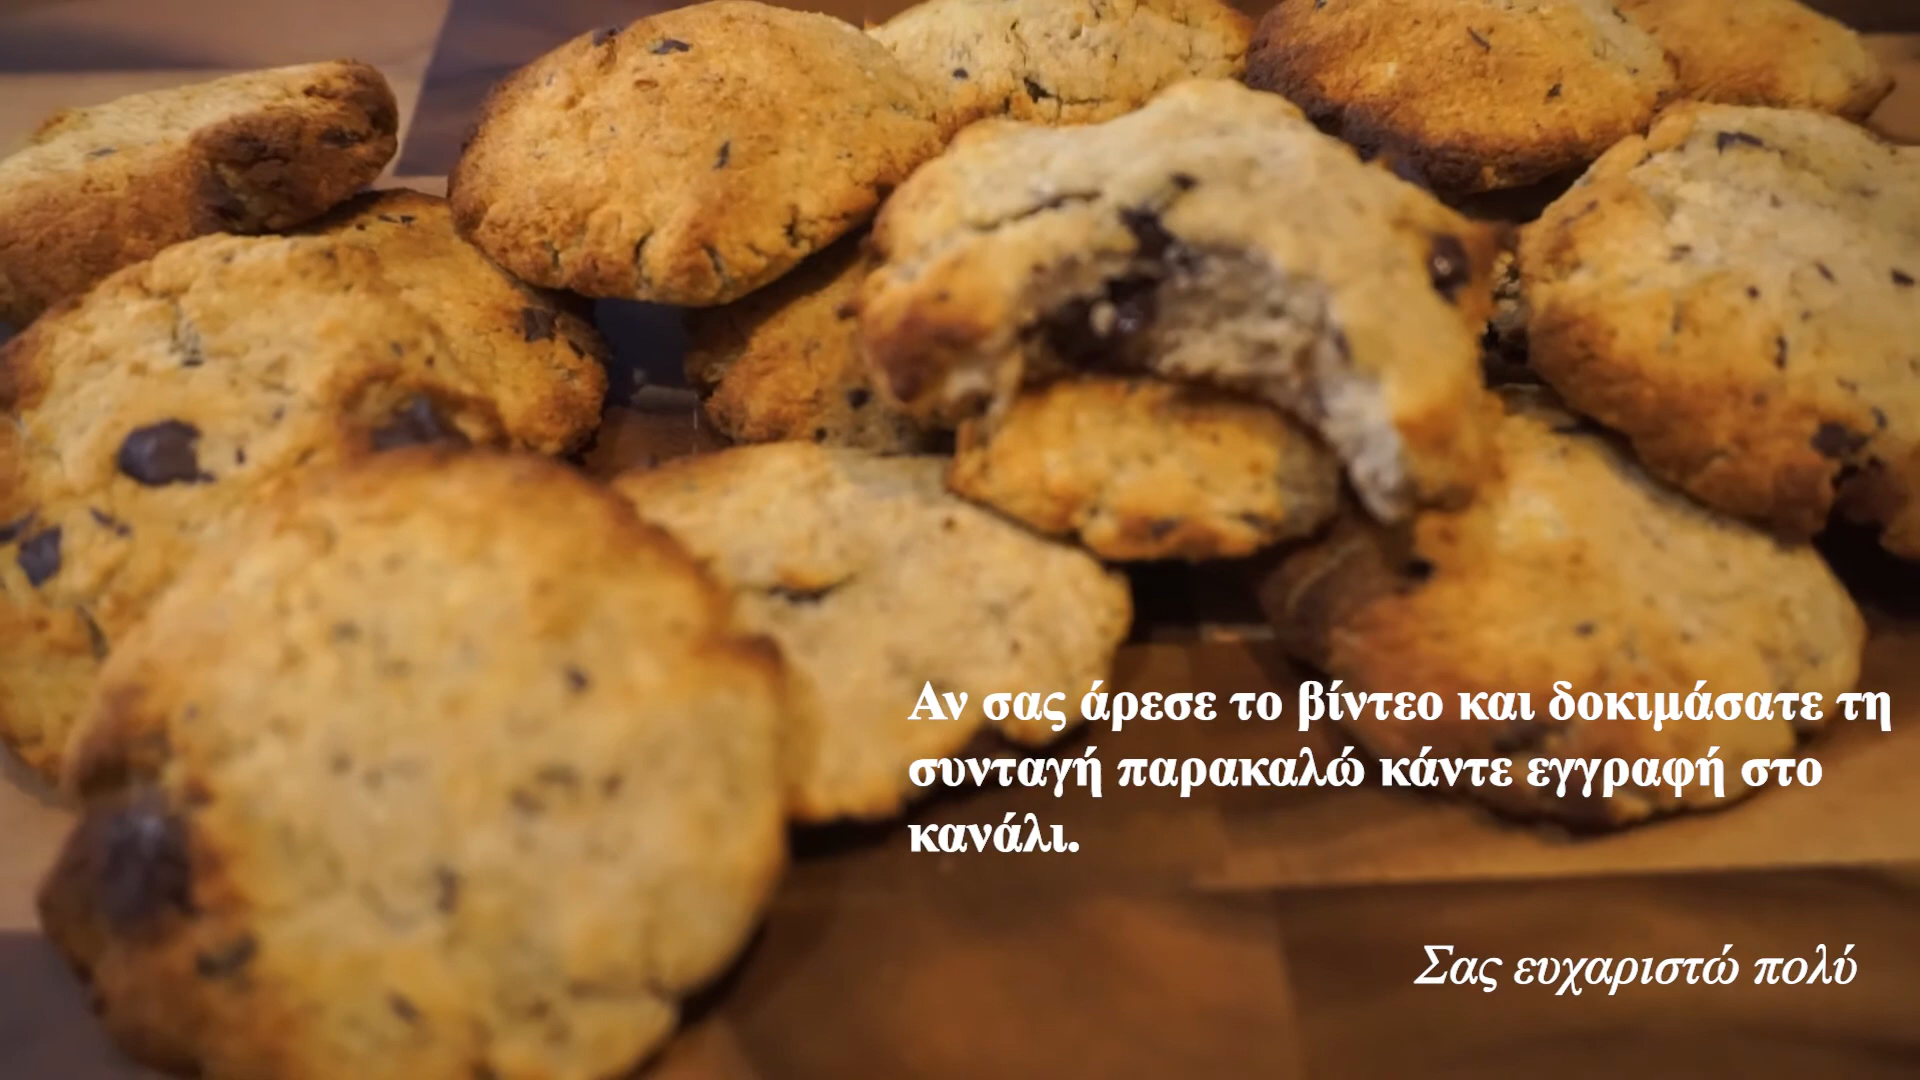 Αν σας άρεσε το βίντεο και δοκιμάσατε τη
συνταγή παρακαλώ κάντε εγγραφή στο
κανάλι.
Σας ευχαριστώ πολύ